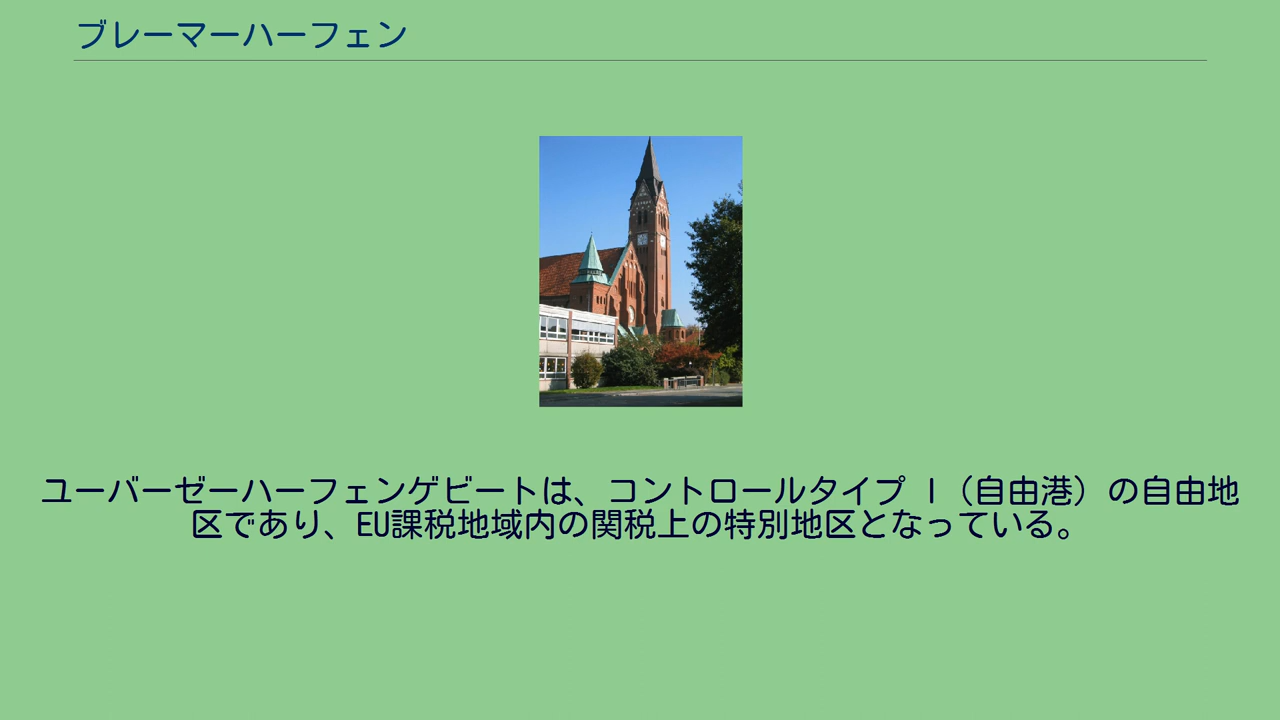 ブレーマーハーフェン
ユーバーゼーハーフェンゲビートは、コントロールタイプ I（自由港）の自由地
区であり、EU課税地域内の関税上の特別地区となっている。